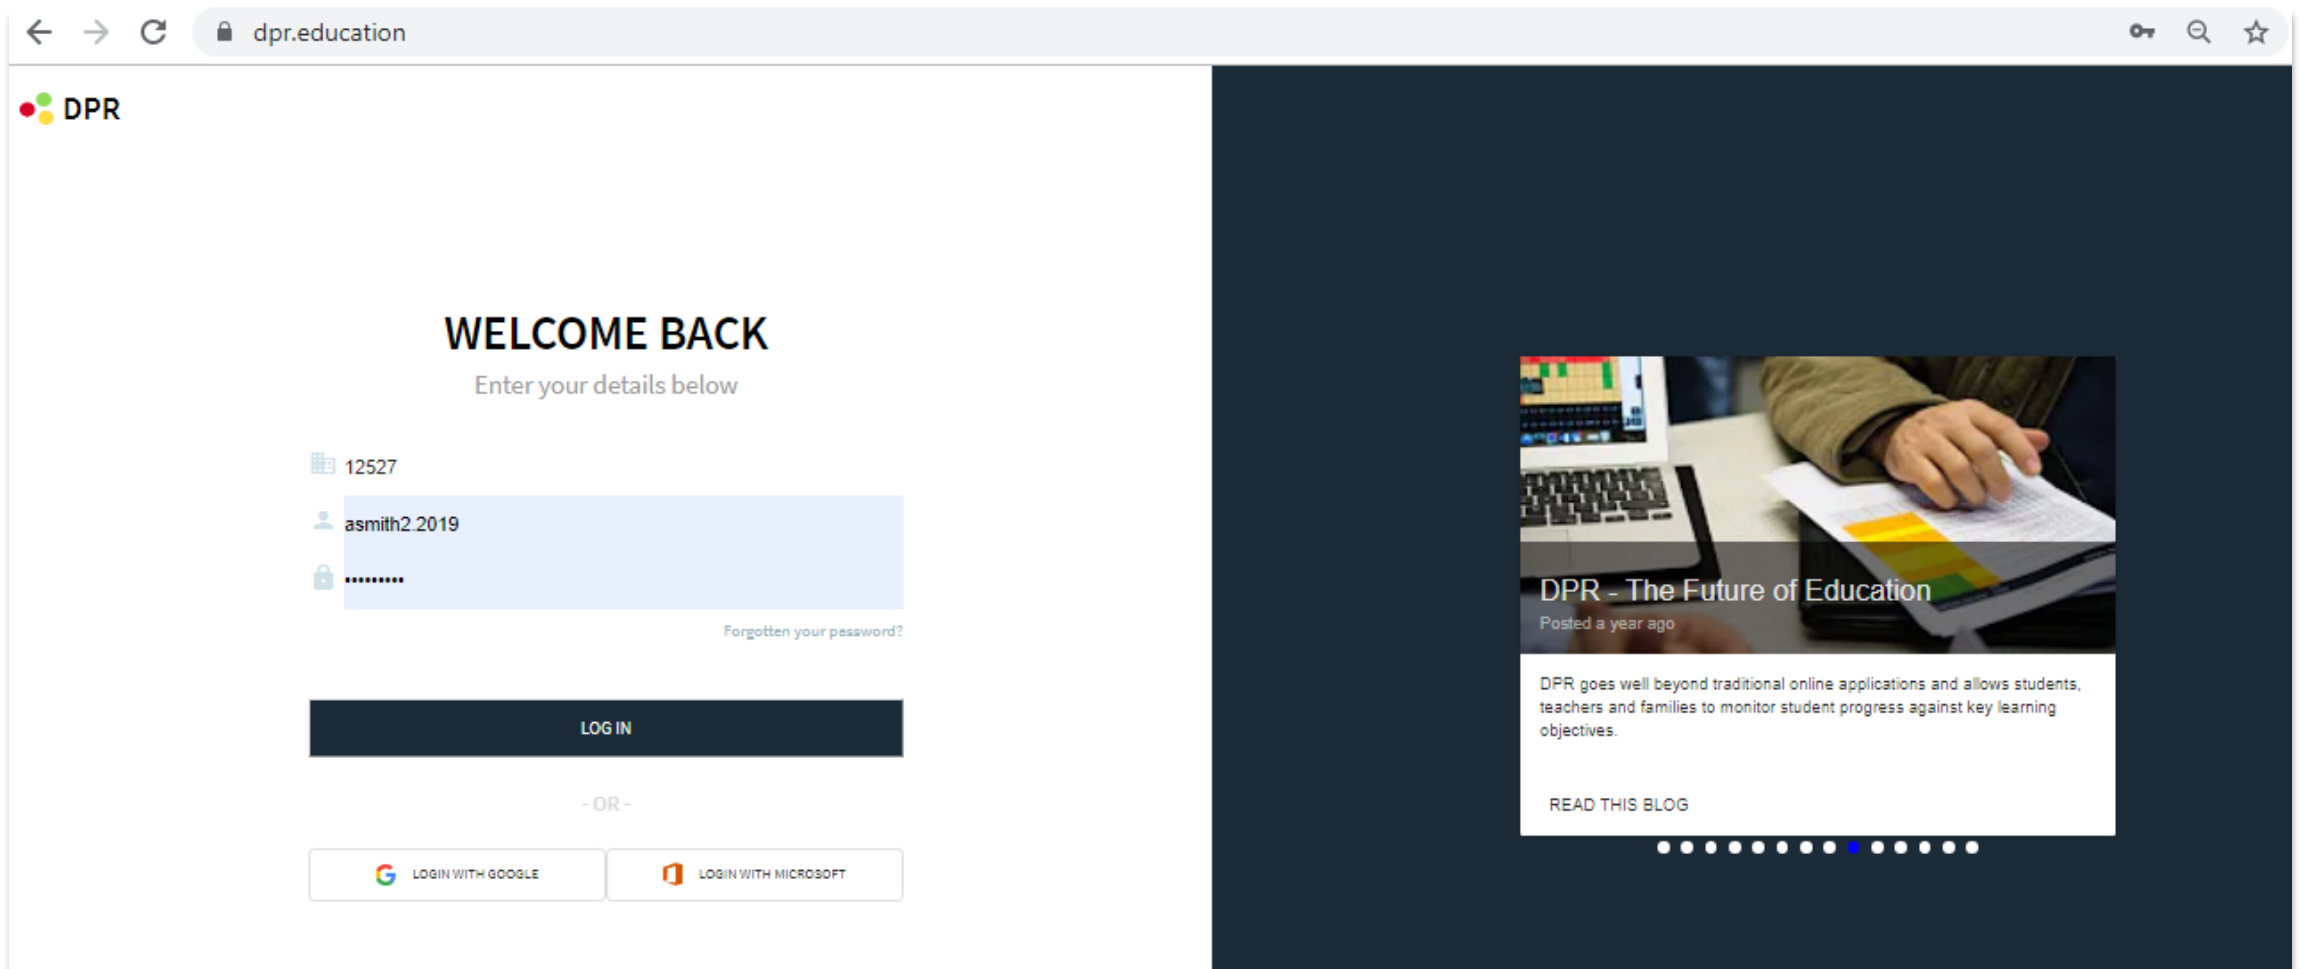 dpr.education
DPR
WELCOME BACK
Enter your details below
12527
asmith2.2019
•••••••••
Forgotten your password?
LOG IN
- OR -
LOGIN WITH GOOGLE
LOGIN WITH MICROSOFT
DPR - The Future of Education
Posted a year ago
DPR goes well beyond traditional online applications and allows students,
teachers and families to monitor student progress against key learning
objectives.
READ THIS BLOG